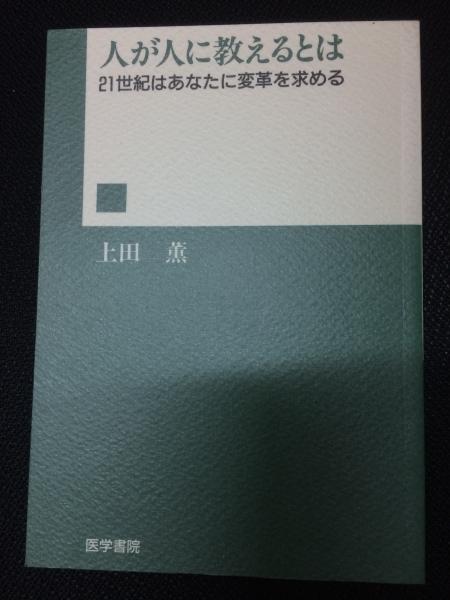 人が人に教えるとは
21世紀はあなたに変革を求める
上田 薫
医学書院